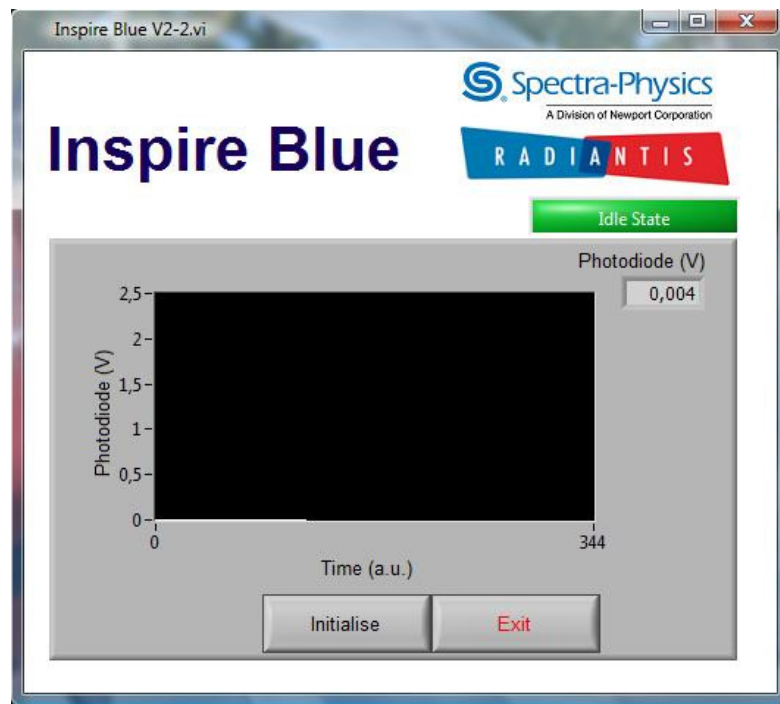 Inspire Blue V2-2.vi
Spectra-Physics
A Division of Newport Corporation
Inspire Blue
RADIANTIS
Idle State
Photodiode (V)
0,004
2,5
2
1,5
1
0,5
0
Photodiode (V)
0
344
Time (a.u.)
Initialise
Exit